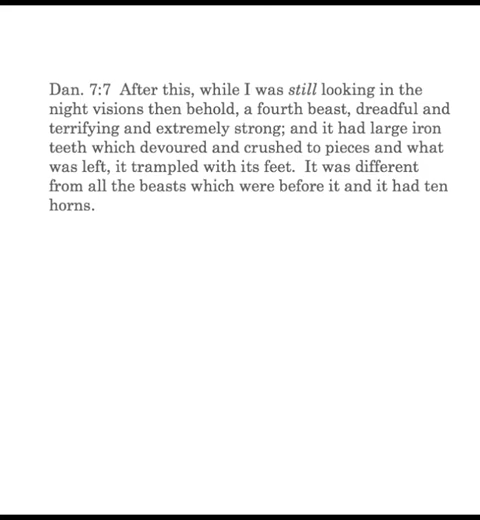 Dan. 7:7  After this, while I was still looking in the
night visions then behold, a fourth beast, dreadful and
terrifying and extremely strong; and it had large iron
teeth which devoured and crushed to pieces and what
was left, it trampled with its feet.  It was different
from all the beasts which were before it and it had ten
horns.